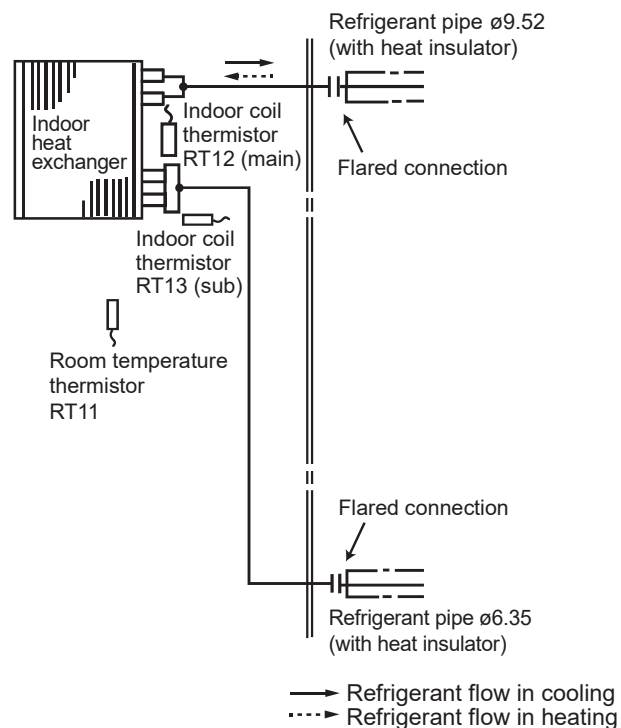 Refrigerant pipe ø9.52
(with heat insulator)
Indoor
heat
exchanger
Indoor coil
thermistor
RT12 (main)
Flared connection
Indoor coil
thermistor
RT13 (sub)
Room temperature
thermistor
RT11
Flared connection
Refrigerant pipe ø6.35
(with heat insulator)
Refrigerant flow in cooling
Refrigerant flow in heating